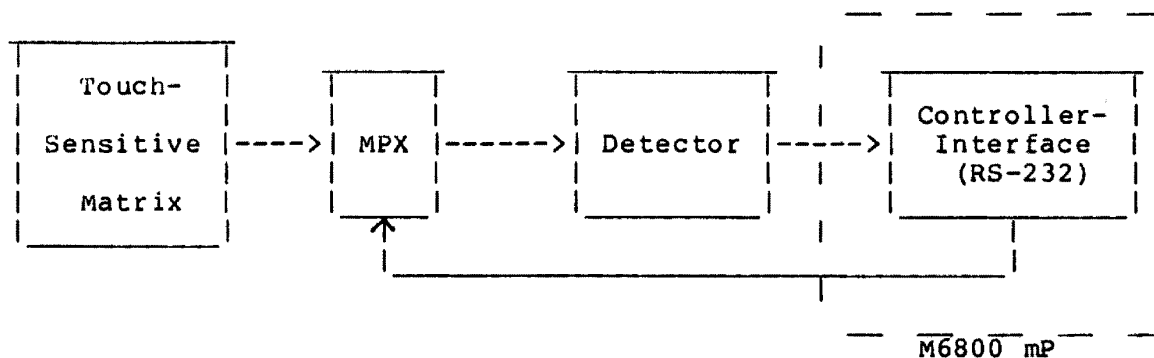 Touch-
Sensitive
Matrix
MPX
Detector
Controller-
Interface
(RS-232)
M6800 mP